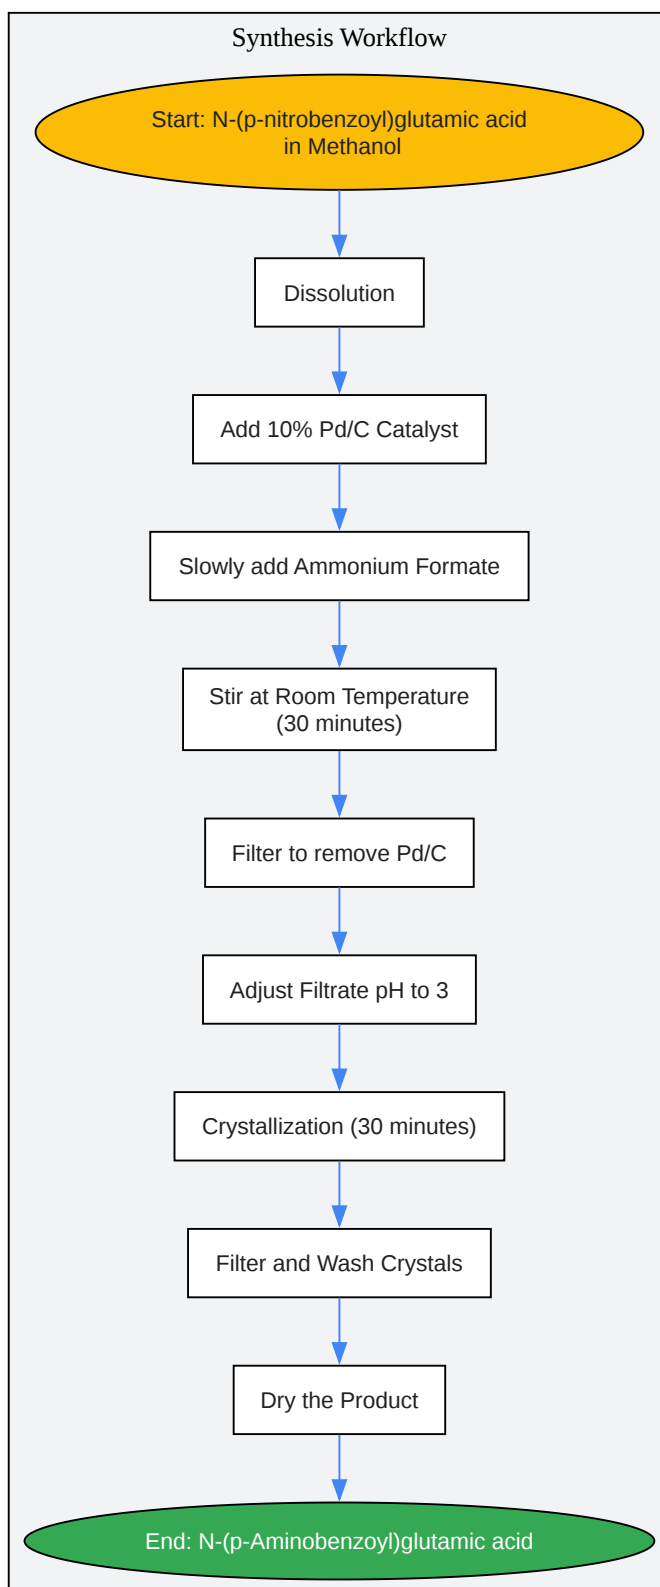 Synthesis Workflow
Start: N-(p-nitrobenzoyl)glutamic acid
in Methanol
Dissolution
Add 10% Pd/C Catalyst
Slowly add Ammonium Formate
Stir at Room Temperature
(30 minutes)
Filter to remove Pd/C
Adjust Filtrate pH to 3
Crystallization (30 minutes)
Filter and Wash Crystals
Dry the Product
End: N-(p-Aminobenzoyl)glutamic acid